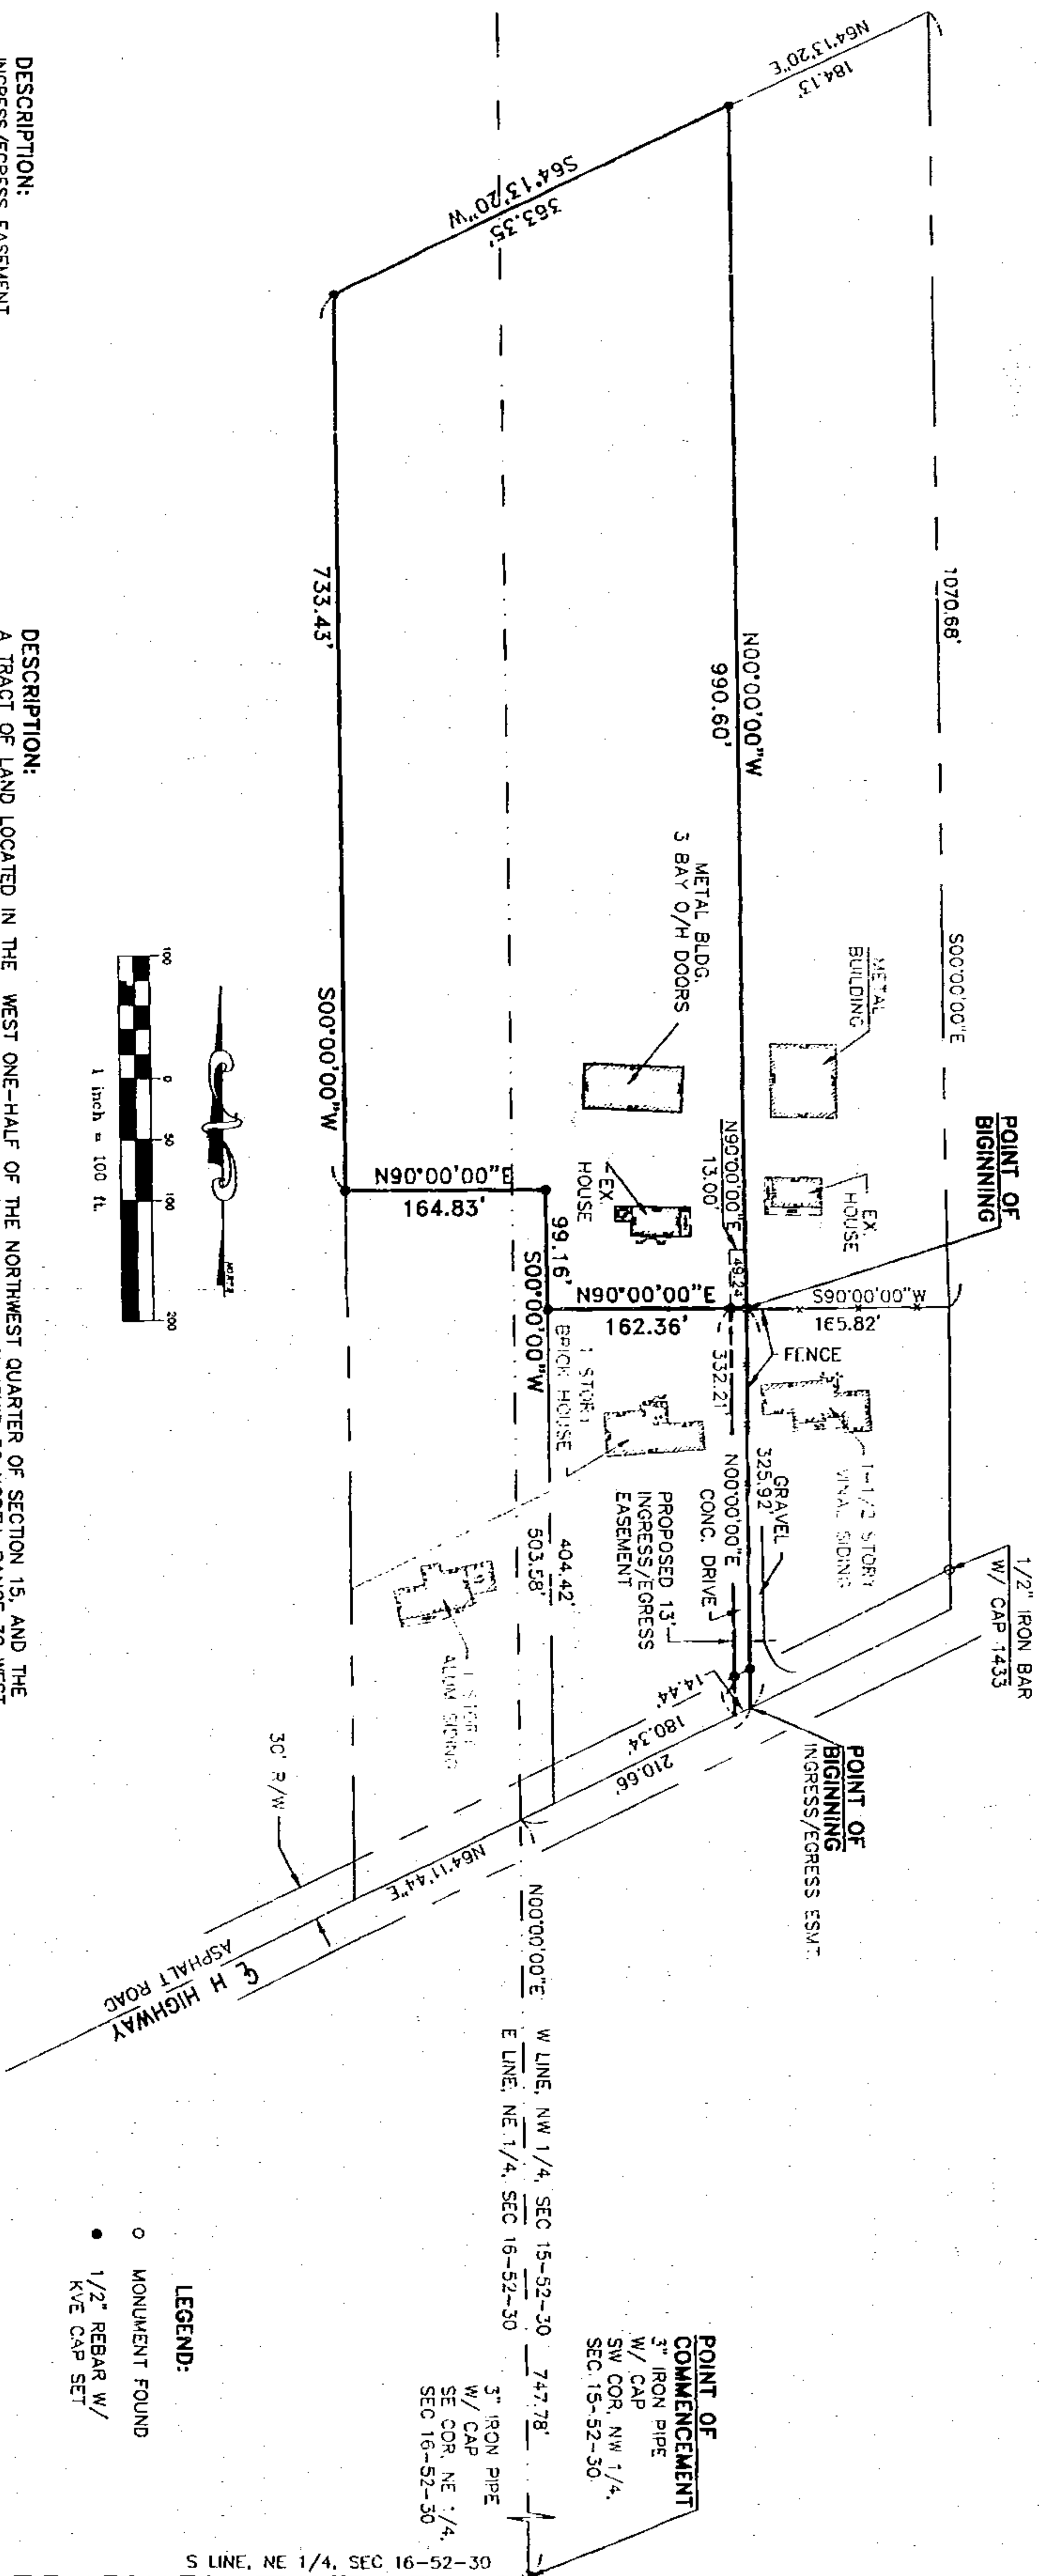 DESCRIPTION:
INGRESS/EGRESS EASEMENT
DESCRIPTION:
A TRACT OF LAND LOCATED IN THE WEST ONE-HALF OF THE NORTHWEST QUARTER OF SECTION 15, AND THE
N64°13'20"E
184.13'
S64°13'20"W
363.35'
1070.68'
S00°00'00"E
N00°00'00"W
990.60'
733.43'
S00°00'00"W
METAL BLDG.
3 BAY O/H DOORS
METAL
BUILDING
EX.
HOUSE
EX.
HOUSE
POINT OF
BIGINNING
N90°00'00"E
13.00'
49.24
N90°00'00"E
164.83'
99.16'
S00°00'00"W
N90°00'00"E
162.36'
S90°00'00"W
165.82'
FENCE
332.21'
N00°00'00"E
325.92'
GRAVEL
CONC. DRIVE
PROPOSED 13'
INGRESS/EGRESS
EASEMENT
1 STORY
BRICK HOUSE
1-1/2 STORY
VINAL SIDING
1 STORY
ALUM SIDING
404.42'
503.58'
1/2" IRON BAR
W/ CAP 1433
POINT OF
BIGINNING
INGRESS/EGRESS ESMT.
14.44'
180.34'
210.66'
N64°11'44"E
30' R/W
ASPHALT ROAD
℄ H HIGHWAY
N00°00'00"E
W LINE, NW 1/4, SEC 15-52-30
E LINE, NE 1/4, SEC 16-52-30
747.78'
POINT OF
COMMENCEMENT
3" IRON PIPE
W/ CAP
SW COR, NW 1/4,
SEC. 15-52-30
3" IRON PIPE
W/ CAP
SE COR, NE 1/4,
SEC 16-52-30
S LINE, NE 1/4, SEC 16-52-30
NORTH
100 0 50 100 200
1 inch = 100 ft.
LEGEND:
MONUMENT FOUND
1/2" REBAR W/
KVE CAP SET